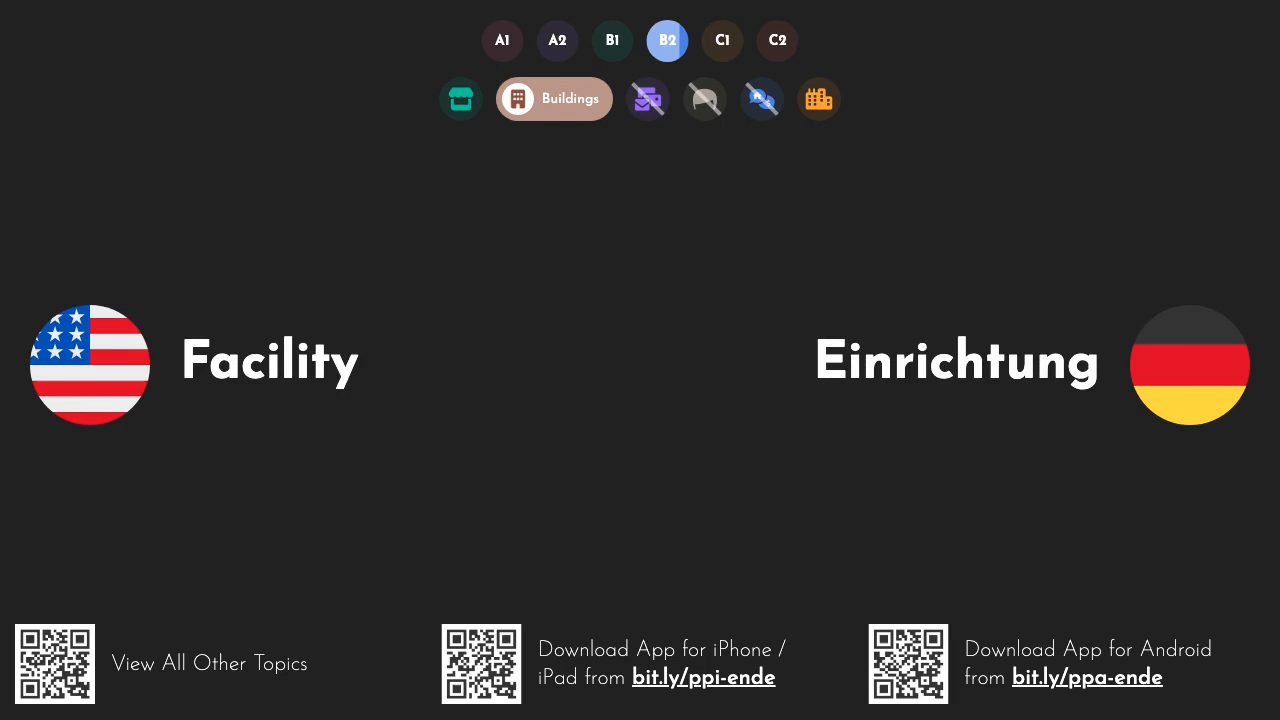 A1 A2 B1 B2 C1 C2
Buildings
Facility
Einrichtung
View All Other Topics
Download App for iPhone /
iPad from bit.ly/ppi-ende
Download App for Android
from bit.ly/ppa-ende